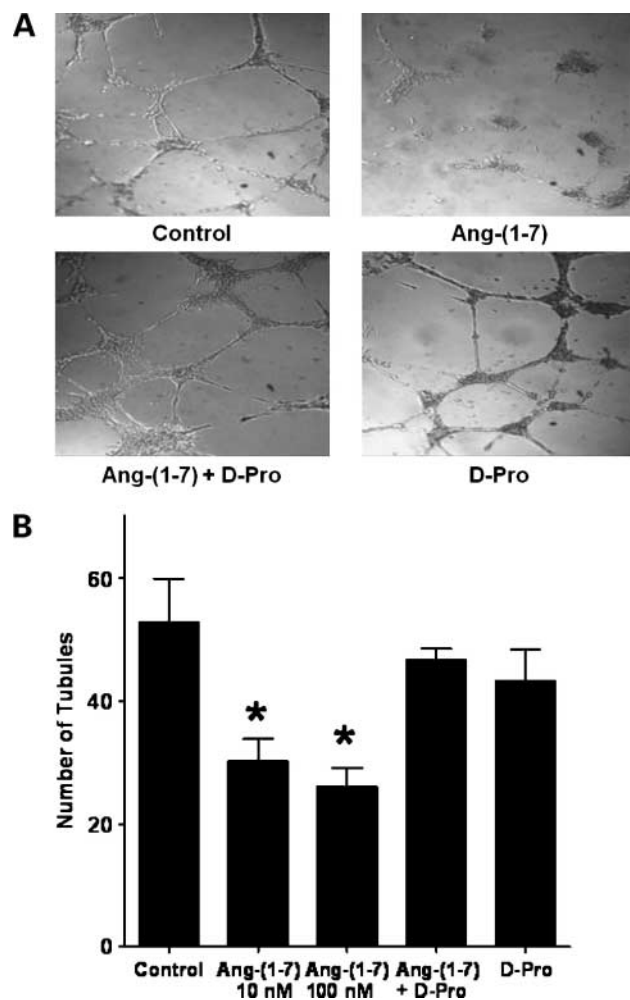 A
Control
Ang-(1-7)
Ang-(1-7) + D-Pro
D-Pro
B
Number of Tubules
60
40
20
0
*
*
Control
Ang-(1-7)
10 nM
Ang-(1-7)
100 nM
Ang-(1-7)
+ D-Pro
D-Pro